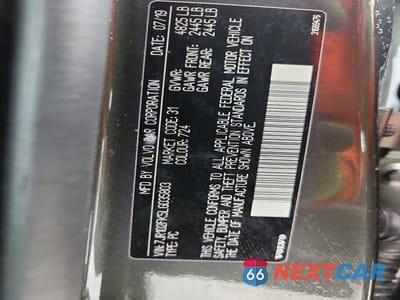 MFD BY VOLVO CAR CORPORATION
DATE: 07/19
MARKET CODE: 31
COLOUR: 724
GVWR: 4825 LB
GAWR FRONT: 2445 LB
GAWR REAR: 2445 LB
TYPE: PC
THIS VEHICLE CONFORMS TO ALL APPLICABLE FEDERAL MOTOR VEHICLE
SAFETY, BUMPER AND THEFT PREVENTION STANDARDS IN EFFECT ON
THE DATE OF MANUFACTURE SHOWN ABOVE.
VOLVO
66 NUMBER